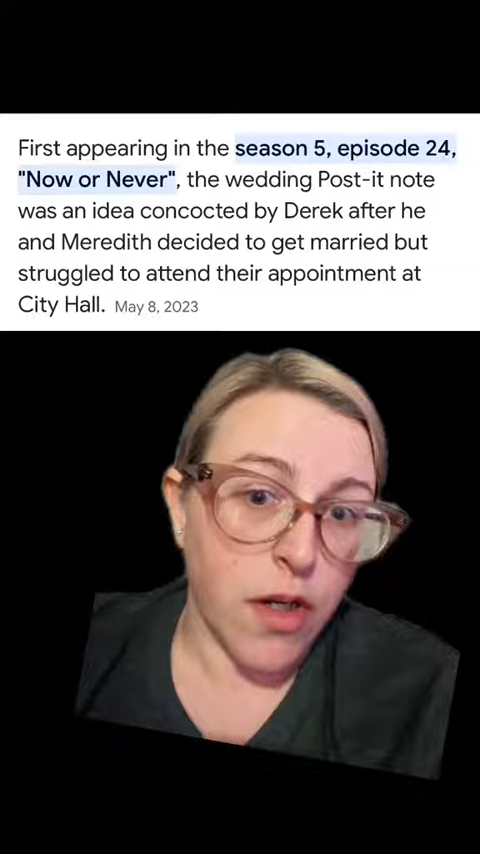 First appearing in the season 5, episode 24,
"Now or Never", the wedding Post-it note
was an idea concocted by Derek after he
and Meredith decided to get married but
struggled to attend their appointment at
City Hall. May 8, 2023